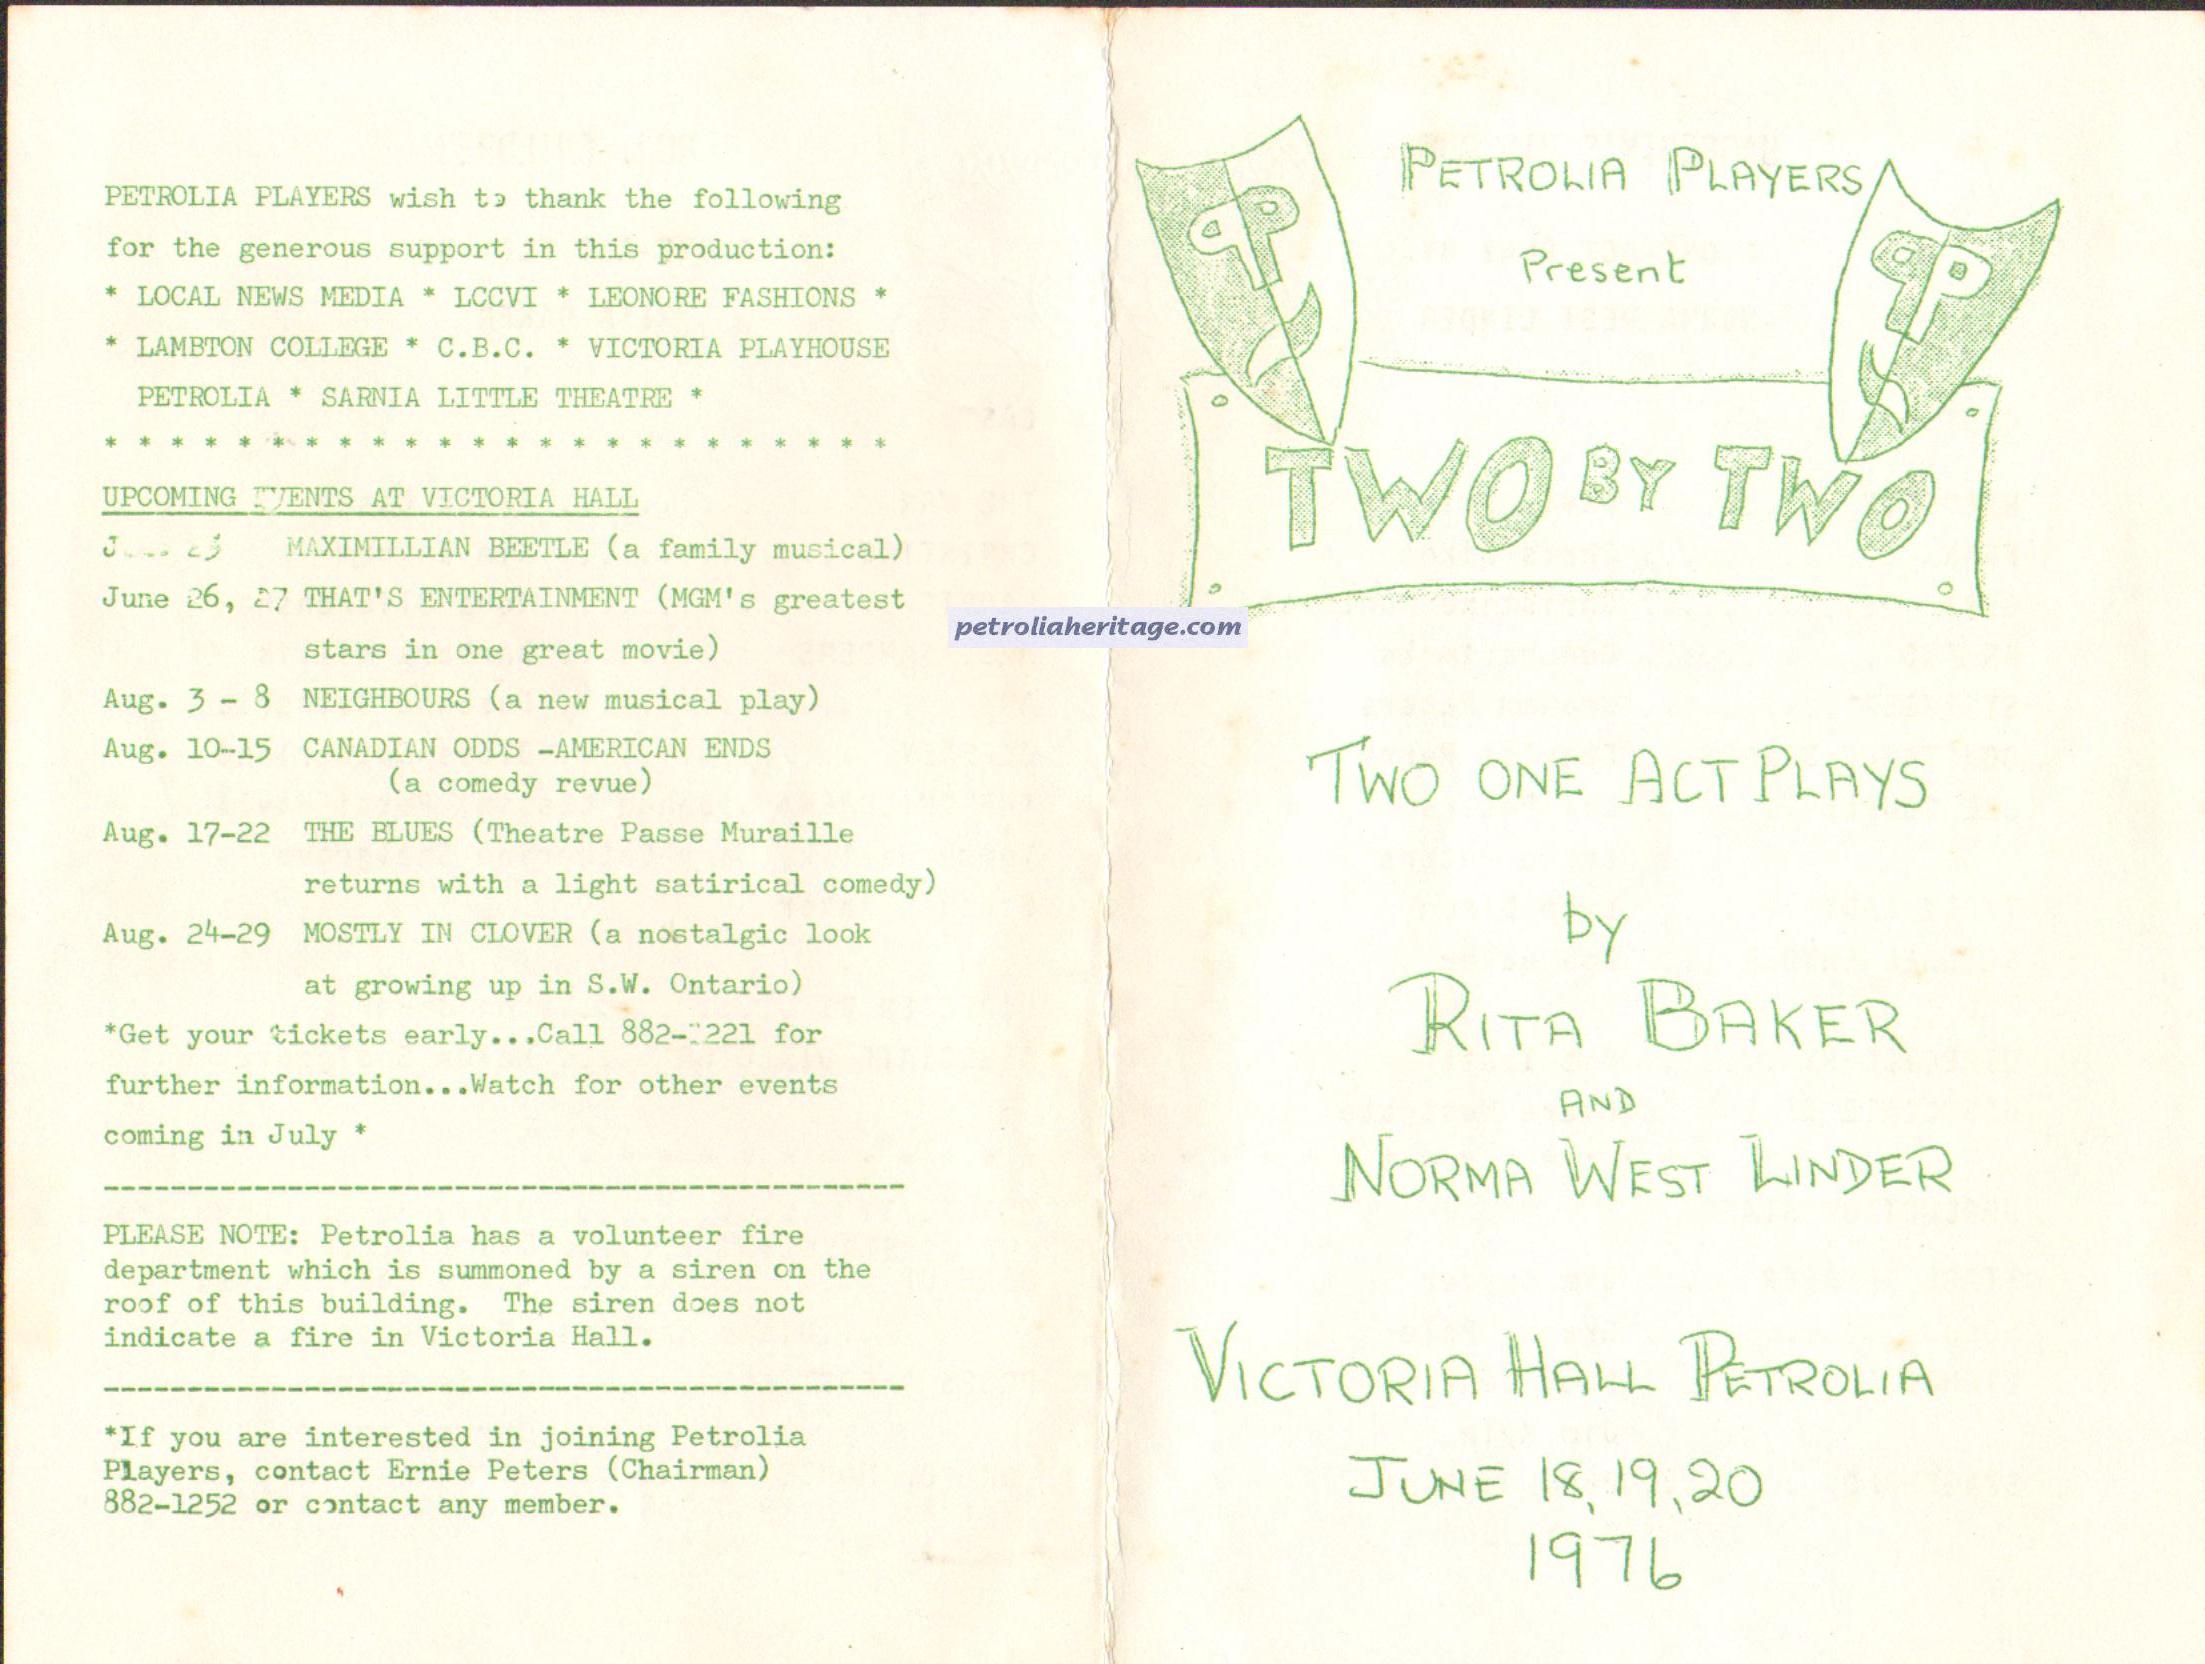 PETROLIA PLAYERS wish to thank the following
for the generous support in this production:
* LOCAL NEWS MEDIA * LCCVI * LEONORE FASHIONS *
* LAMBTON COLLEGE * C.B.C. * VICTORIA PLAYHOUSE
PETROLIA * SARNIA LITTLE THEATRE *
* * * * * * * * * * * * * * * * * * * * * * * *
UPCOMING EVENTS AT VICTORIA HALL
MAXIMILLIAN BEETLE (a family musical)
June 26, 27 THAT'S ENTERTAINMENT (MGM's greatest
stars in one great movie)
Aug. 3 - 8 NEIGHBOURS (a new musical play)
Aug. 10-15 CANADIAN ODDS -AMERICAN ENDS
(a comedy revue)
Aug. 17-22 THE BLUES (Theatre Passe Muraille
returns with a light satirical comedy)
Aug. 24-29 MOSTLY IN CLOVER (a nostalgic look
at growing up in S.W. Ontario)
*Get your tickets early...Call for
further information...Watch for other events
coming in July *
PLEASE NOTE: Petrolia has a volunteer fire
department which is summoned by a siren on the
roof of this building. The siren does not
indicate a fire in Victoria Hall.
*If you are interested in joining Petrolia
Players, contact Ernie Peters (Chairman)
882-1252 or contact any member.
petroliaheritage.com
PETROLIA PLAYERS
Present
TWO BY TWO
TWO ONE ACT PLAYS
by
RITA BAKER
AND
NORMA WEST LINDER
VICTORIA HALL PETROLIA
JUNE 18, 19, 20
1976